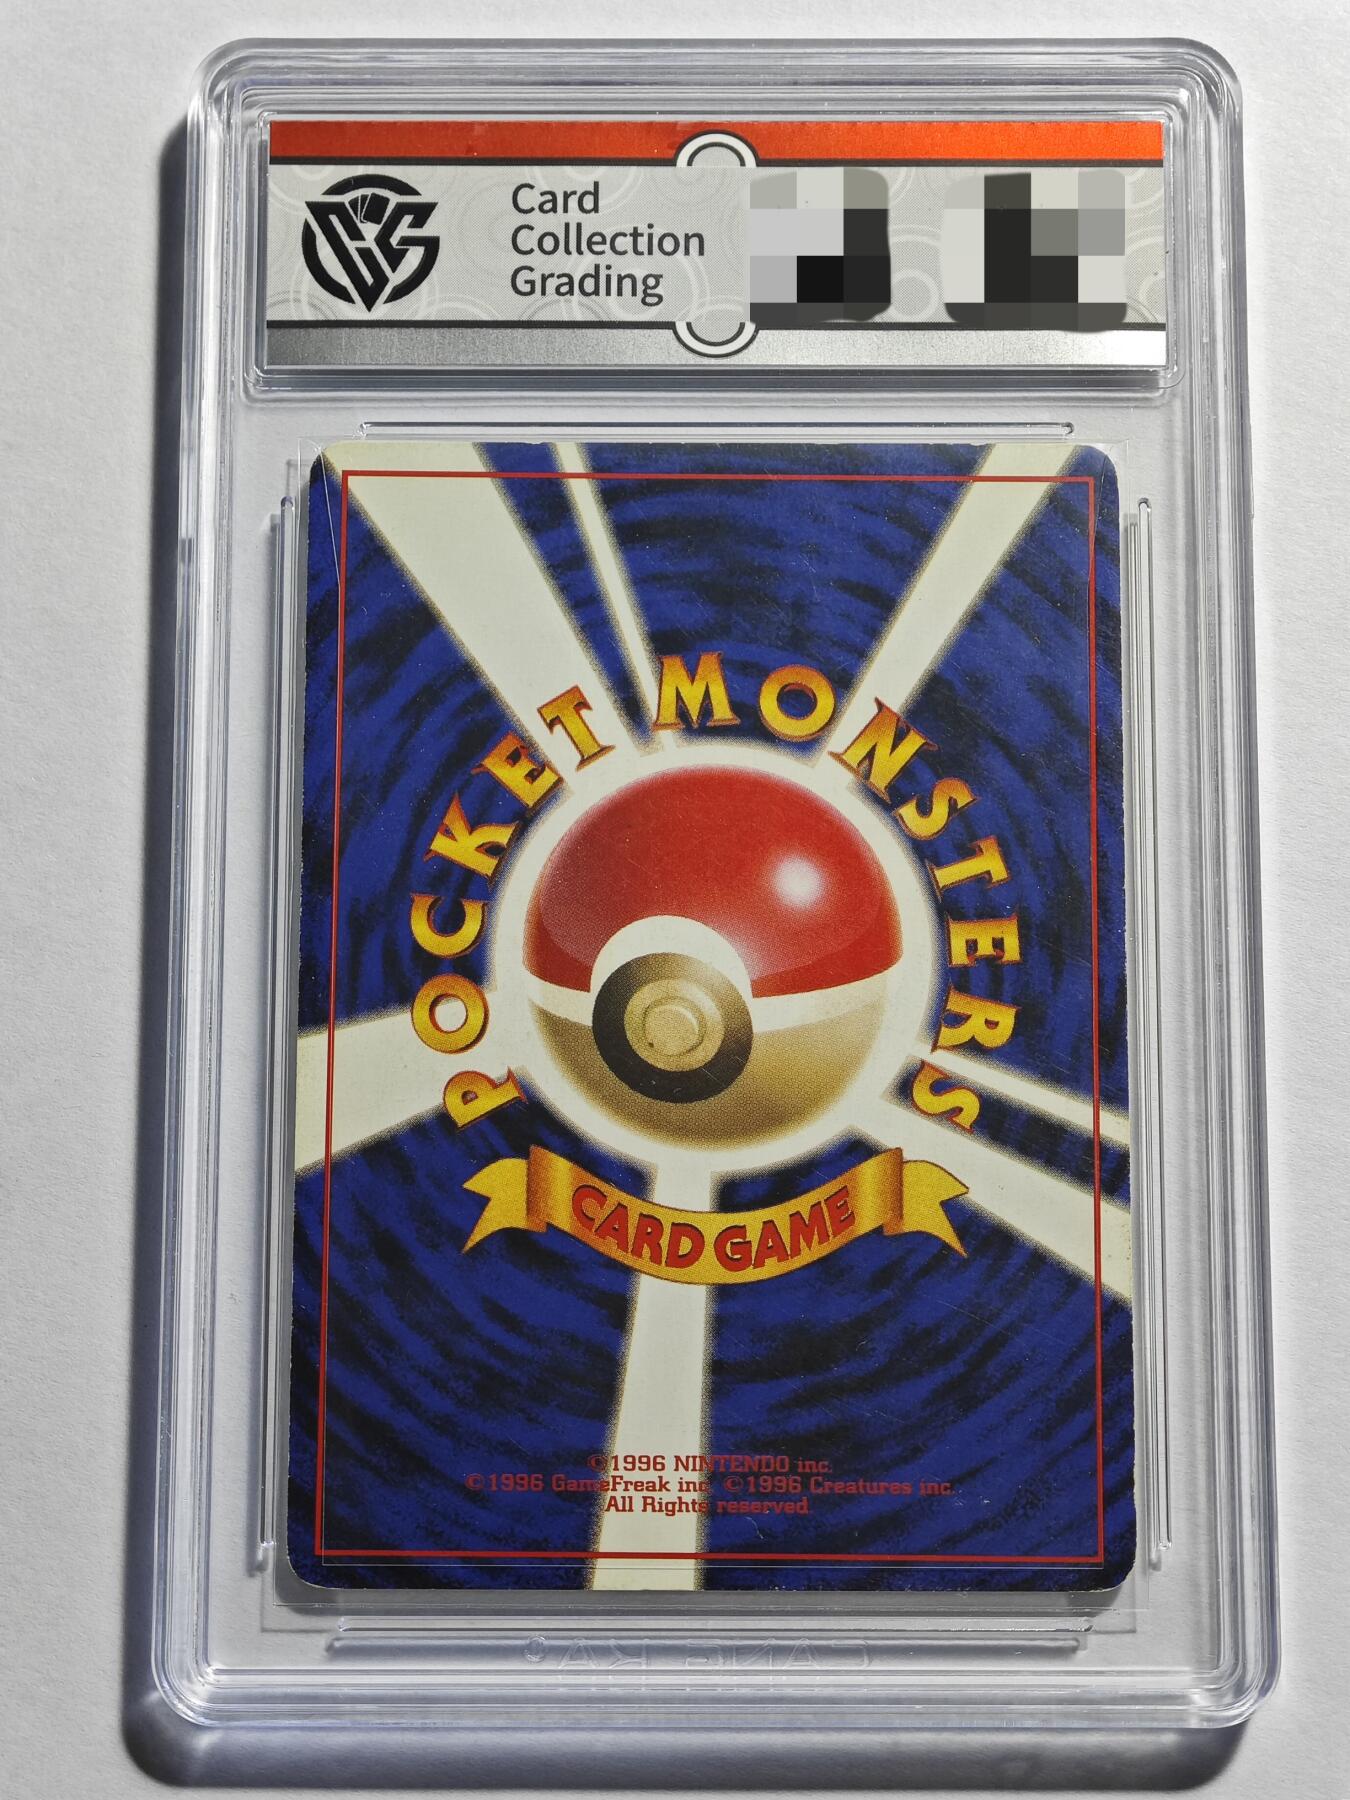 Card
Collection
Grading
POCKET MONSTERS
CARD GAME
©1996 NINTENDO inc.
©1996 GameFreak inc. ©1996 Creatures inc.
All Rights reserved.